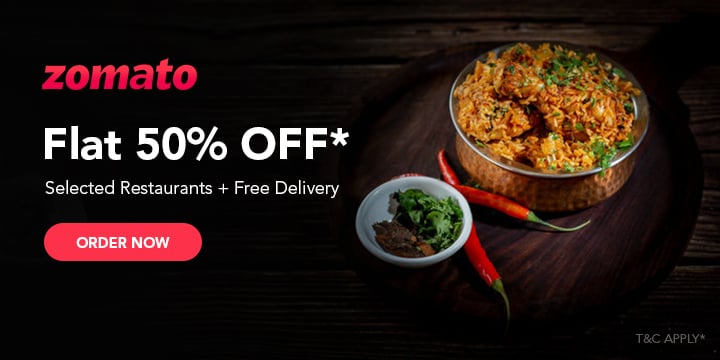 zomato
Flat 50% OFF*
Selected Restaurants + Free Delivery
ORDER NOW
T&C APPLY*